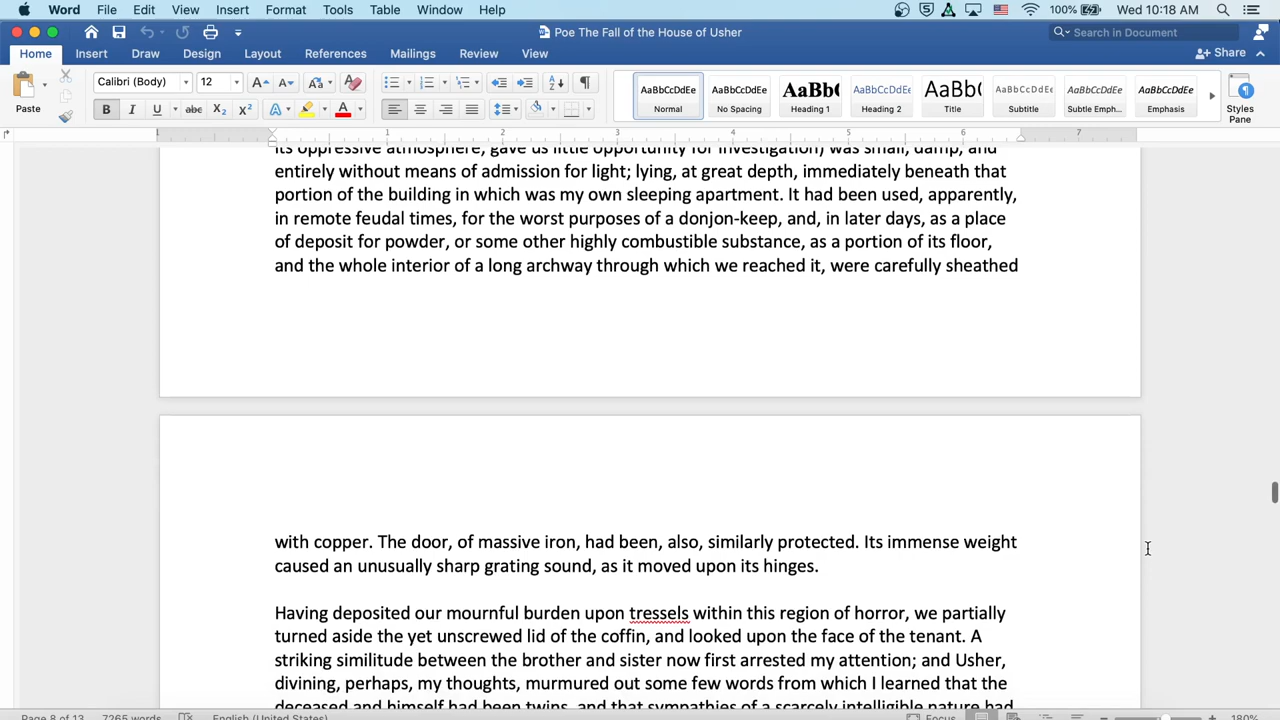 Word File Edit View Insert Format Tools Table Window Help 100% Wed 10:18 AM
Poe The Fall of the House of Usher Search in Document
Home Insert Draw Design Layout References Mailings Review View Share
Paste Calibri (Body) 12
AaBbCcDdEe AaBbCcDdEe AaBb( AaBbCcDdEe AaBb( AaBbCcDdEe AaBbCcDdEe AaBbCcDdEe
Normal No Spacing Heading 1 Heading 2 Title Subtitle Subtle Emph... Emphasis Styles Pane
B I U abc X₂ X² A A
1 1 2 3 4 5 6 7
its oppressive atmosphere, gave us little opportunity for investigation) was small, damp, and
entirely without means of admission for light; lying, at great depth, immediately beneath that
portion of the building in which was my own sleeping apartment. It had been used, apparently,
in remote feudal times, for the worst purposes of a donjon-keep, and, in later days, as a place
of deposit for powder, or some other highly combustible substance, as a portion of its floor,
and the whole interior of a long archway through which we reached it, were carefully sheathed
with copper. The door, of massive iron, had been, also, similarly protected. Its immense weight
caused an unusually sharp grating sound, as it moved upon its hinges.
Having deposited our mournful burden upon tressels within this region of horror, we partially
turned aside the yet unscrewed lid of the coffin, and looked upon the face of the tenant. A
striking similitude between the brother and sister now first arrested my attention; and Usher,
divining, perhaps, my thoughts, murmured out some few words from which I learned that the
deceased and himself had been twins, and that sympathies of a scarcely intelligible nature had
Page 8 of 13 7265 words English (United States) Focus 180%